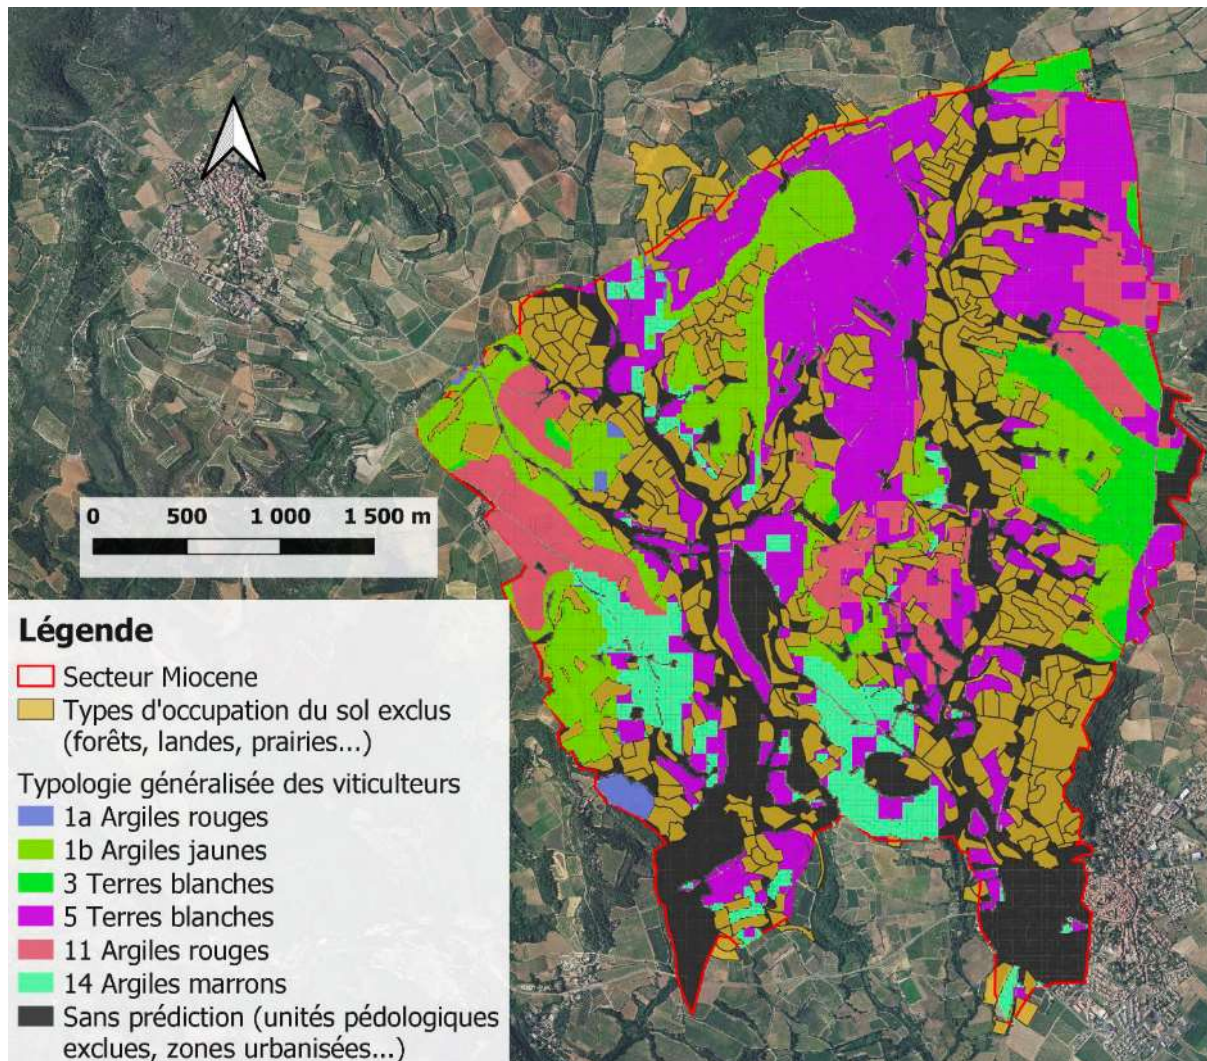 0 500 1 000 1 500 m
Légende
Secteur Miocene
Types d'occupation du sol exclus
(forêts, landes, prairies...)
Typologie généralisée des viticulteurs
1a Argiles rouges
1b Argiles jaunes
3 Terres blanches
5 Terres blanches
11 Argiles rouges
14 Argiles marrons
Sans prédiction (unités pédologiques
exclues, zones urbanisées...)